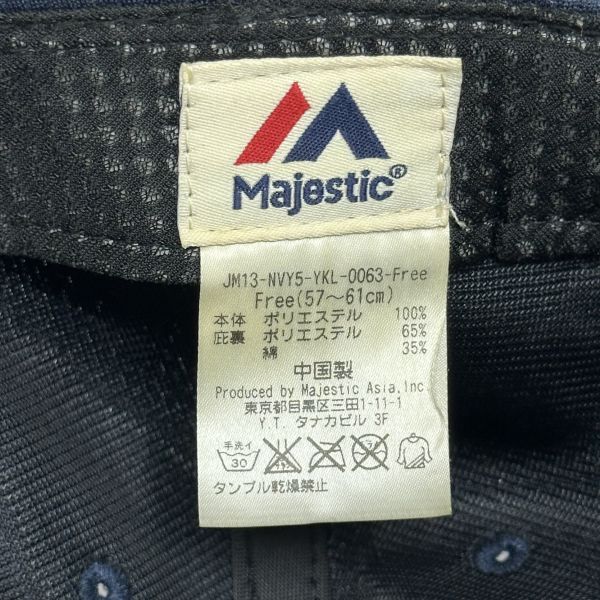 Majestic®
JM13-NVY5-YKL-0063-Free
Free(57～61cm)
本体 ポリエステル 100%
庇裏 ポリエステル 65%
綿 35%
中国製
Produced by Majestic Asia.Inc
東京都目黒区三田1-11-1
Y.T. タナカビル 3F
手洗イ
30
タンブル乾燥禁止